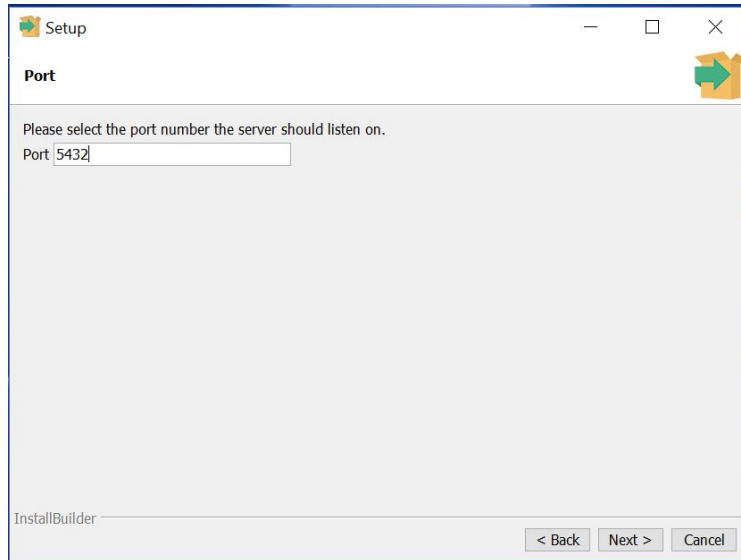 Setup
Port
Please select the port number the server should listen on.
Port 5432
InstallBuilder
< Back Next > Cancel